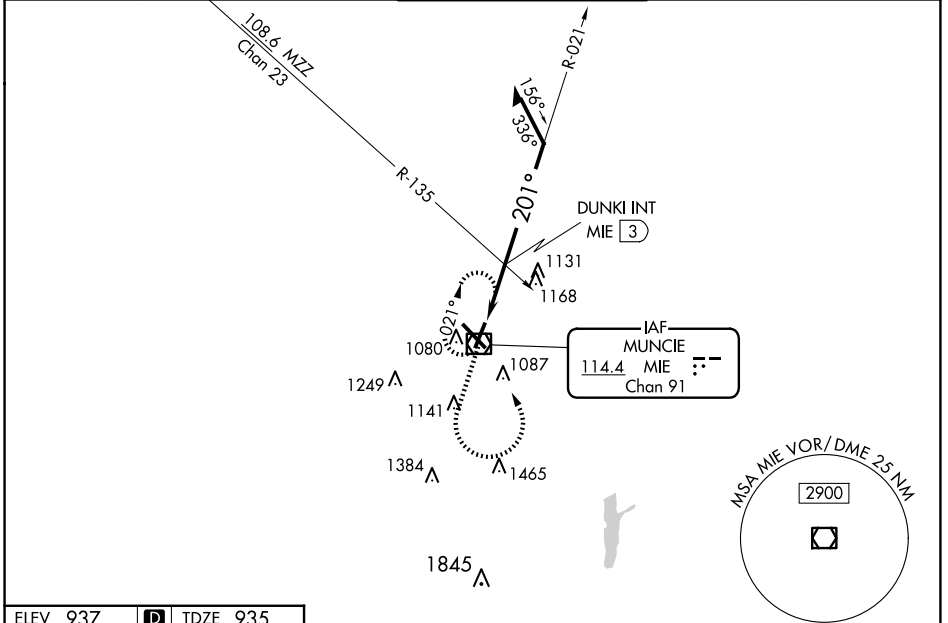 108.6 MZZ
Chan 23
R-021
156°
336°
R-135
201°
DUNKI INT
MIE 3
1131
1168
021°
IAF
MUNCIE
114.4 MIE
Chan 91
1080
1087
1249
1141
1384
1465
MSA MIE VOR/DME 25 NM
2900
1845
ELEV 937 D TDZE 935